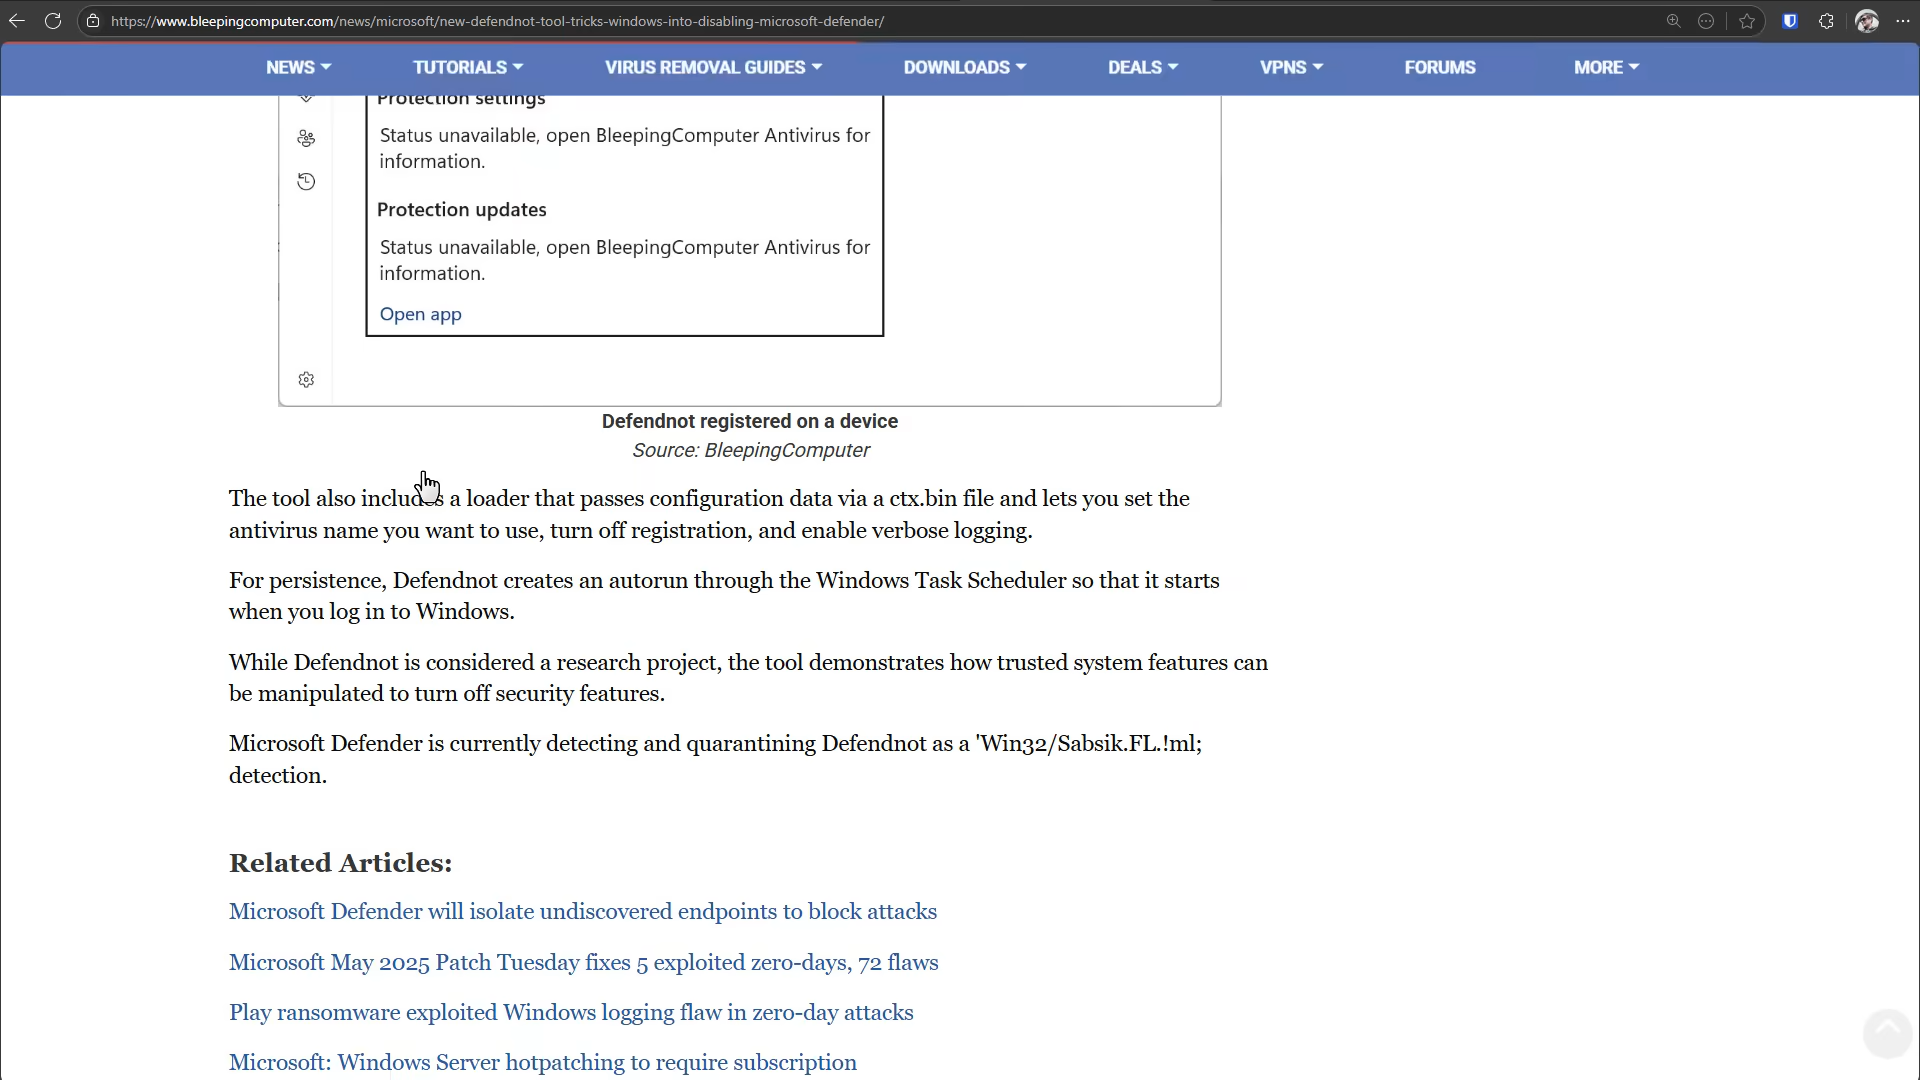 https://www.bleepingcomputer.com/news/microsoft/new-defendnot-tool-tricks-windows-into-disabling-microsoft-defender/
NEWS TUTORIALS VIRUS REMOVAL GUIDES DOWNLOADS DEALS VPNS FORUMS MORE
Protection settings
Status unavailable, open BleepingComputer Antivirus for
information.
Protection updates
Status unavailable, open BleepingComputer Antivirus for
information.
Open app
Defendnot registered on a device
Source: BleepingComputer
The tool also includes a loader that passes configuration data via a ctx.bin file and lets you set the
antivirus name you want to use, turn off registration, and enable verbose logging.
For persistence, Defendnot creates an autorun through the Windows Task Scheduler so that it starts
when you log in to Windows.
While Defendnot is considered a research project, the tool demonstrates how trusted system features can
be manipulated to turn off security features.
Microsoft Defender is currently detecting and quarantining Defendnot as a 'Win32/Sabsik.FL.!ml;
detection.
Related Articles:
Microsoft Defender will isolate undiscovered endpoints to block attacks
Microsoft May 2025 Patch Tuesday fixes 5 exploited zero-days, 72 flaws
Play ransomware exploited Windows logging flaw in zero-day attacks
Microsoft: Windows Server hotpatching to require subscription